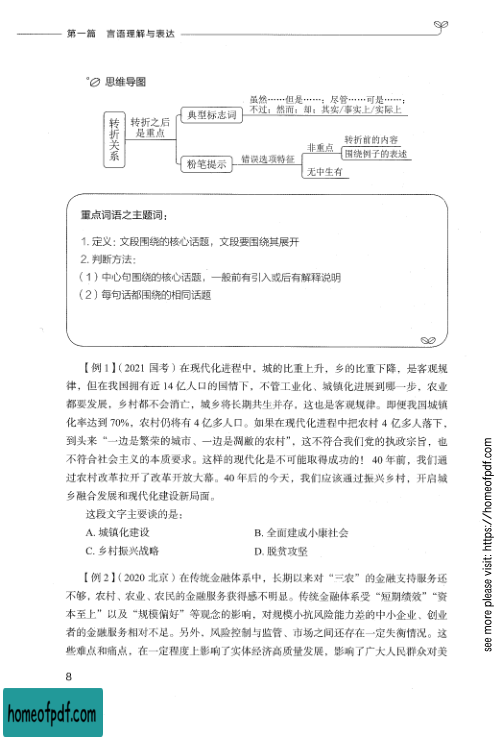 第一篇 言语理解与表达
思维导图
转折关系
转折之后
是重点
典型标志词
虽然……但是……；尽管……可是……；
不过；然而；却；其实/事实上/实际上
粉笔提示
错误选项特征
非重点
转折前的内容
围绕例子的表述
无中生有
重点词语之主题词：
1. 定义：文段围绕的核心话题，文段要围绕其展开
2. 判断方法：
（1）中心句围绕的核心话题，一般前有引入或后有解释说明
（2）每句话都围绕的相同话题
【例 1】（2021 国考）在现代化进程中，城的比重上升，乡的比重下降，是客观规
律，但在我国拥有近 14 亿人口的国情下，不管工业化、城镇化进展到哪一步，农业
都要发展，乡村都不会消亡，城乡将长期共生并存，这也是客观规律。即便我国城镇
化率达到 70%，农村仍将有 4 亿多人口。如果在现代化进程中把农村 4 亿多人落下，
到头来“一边是繁荣的城市、一边是凋敝的农村”，这不符合我们党的执政宗旨，也
不符合社会主义的本质要求。这样的现代化是不可能取得成功的！40 年前，我们通
过农村改革拉开了改革开放大幕。40 年后的今天，我们应该通过振兴乡村，开启城
乡融合发展和现代化建设新局面。
这段文字主要谈的是：
A. 城镇化建设 B. 全面建成小康社会
C. 乡村振兴战略 D. 脱贫攻坚
【例 2】（2020 北京）在传统金融体系中，长期以来对“三农”的金融支持服务还
不够，农村、农业、农民的金融服务获得感不明显。传统金融体系受“短期绩效”“资
本至上”以及“规模偏好”等观念的影响，对规模小抗风险能力差的中小企业、创业
者的金融服务相对不足。另外，风险控制与监管、市场之间还存在一定失衡情况。这
些难点和痛点，在一定程度上影响了实体经济高质量发展，影响了广大人民群众对美
8
homeofpdf.com
see more please visit: https://homeofpdf.com